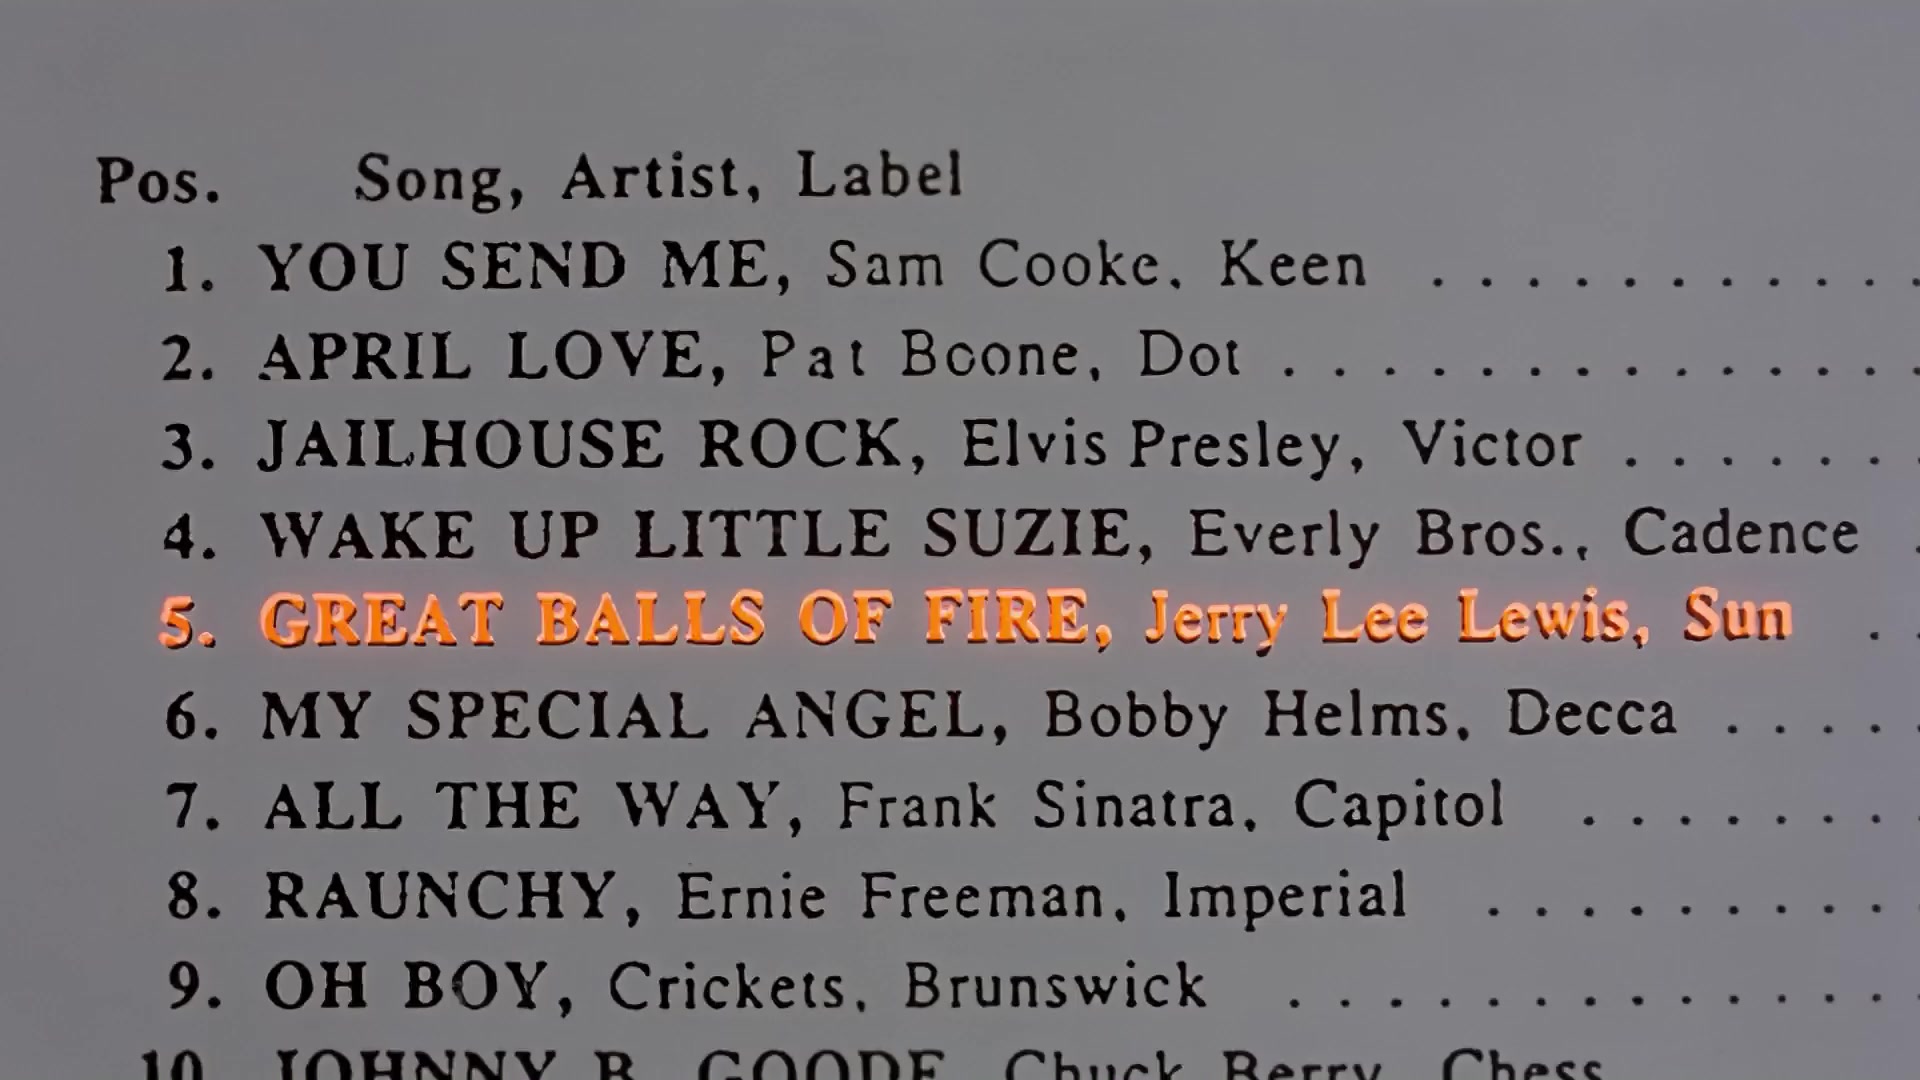 Pos. Song, Artist, Label
1. YOU SEND ME, Sam Cooke, Keen . . . . . . . . . . .
2. APRIL LOVE, Pat Boone, Dot . . . . . . . . . . . . . .
3. JAILHOUSE ROCK, Elvis Presley, Victor . . . . . . .
4. WAKE UP LITTLE SUZIE, Everly Bros., Cadence .
5. GREAT BALLS OF FIRE, Jerry Lee Lewis, Sun . .
6. MY SPECIAL ANGEL, Bobby Helms, Decca . . . . .
7. ALL THE WAY, Frank Sinatra, Capitol . . . . . . . .
8. RAUNCHY, Ernie Freeman, Imperial . . . . . . . . .
9. OH BOY, Crickets, Brunswick . . . . . . . . . . . . . .
10. JOHNNY B. GOODE, Chuck Berry, Chess